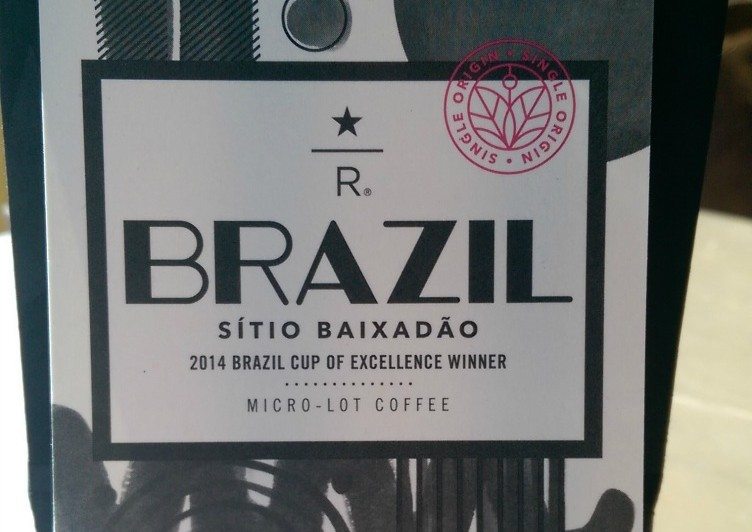 SINGLE ORIGIN • SINGLE ORIGIN •
★
R®
BRAZIL
SÍTIO BAIXADÃO
2014 BRAZIL CUP OF EXCELLENCE WINNER
MICRO-LOT COFFEE